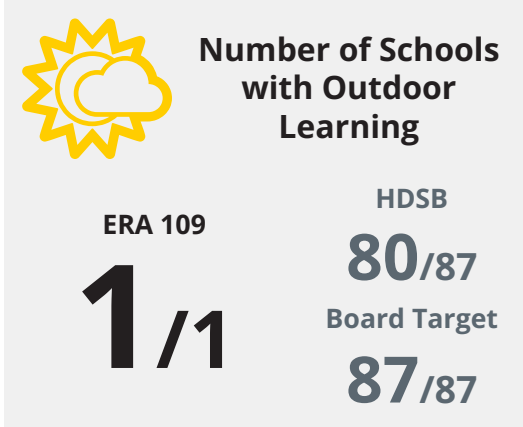 Number of Schools
with Outdoor
Learning
ERA 109
1/1
HDSB
80/87
Board Target
87/87